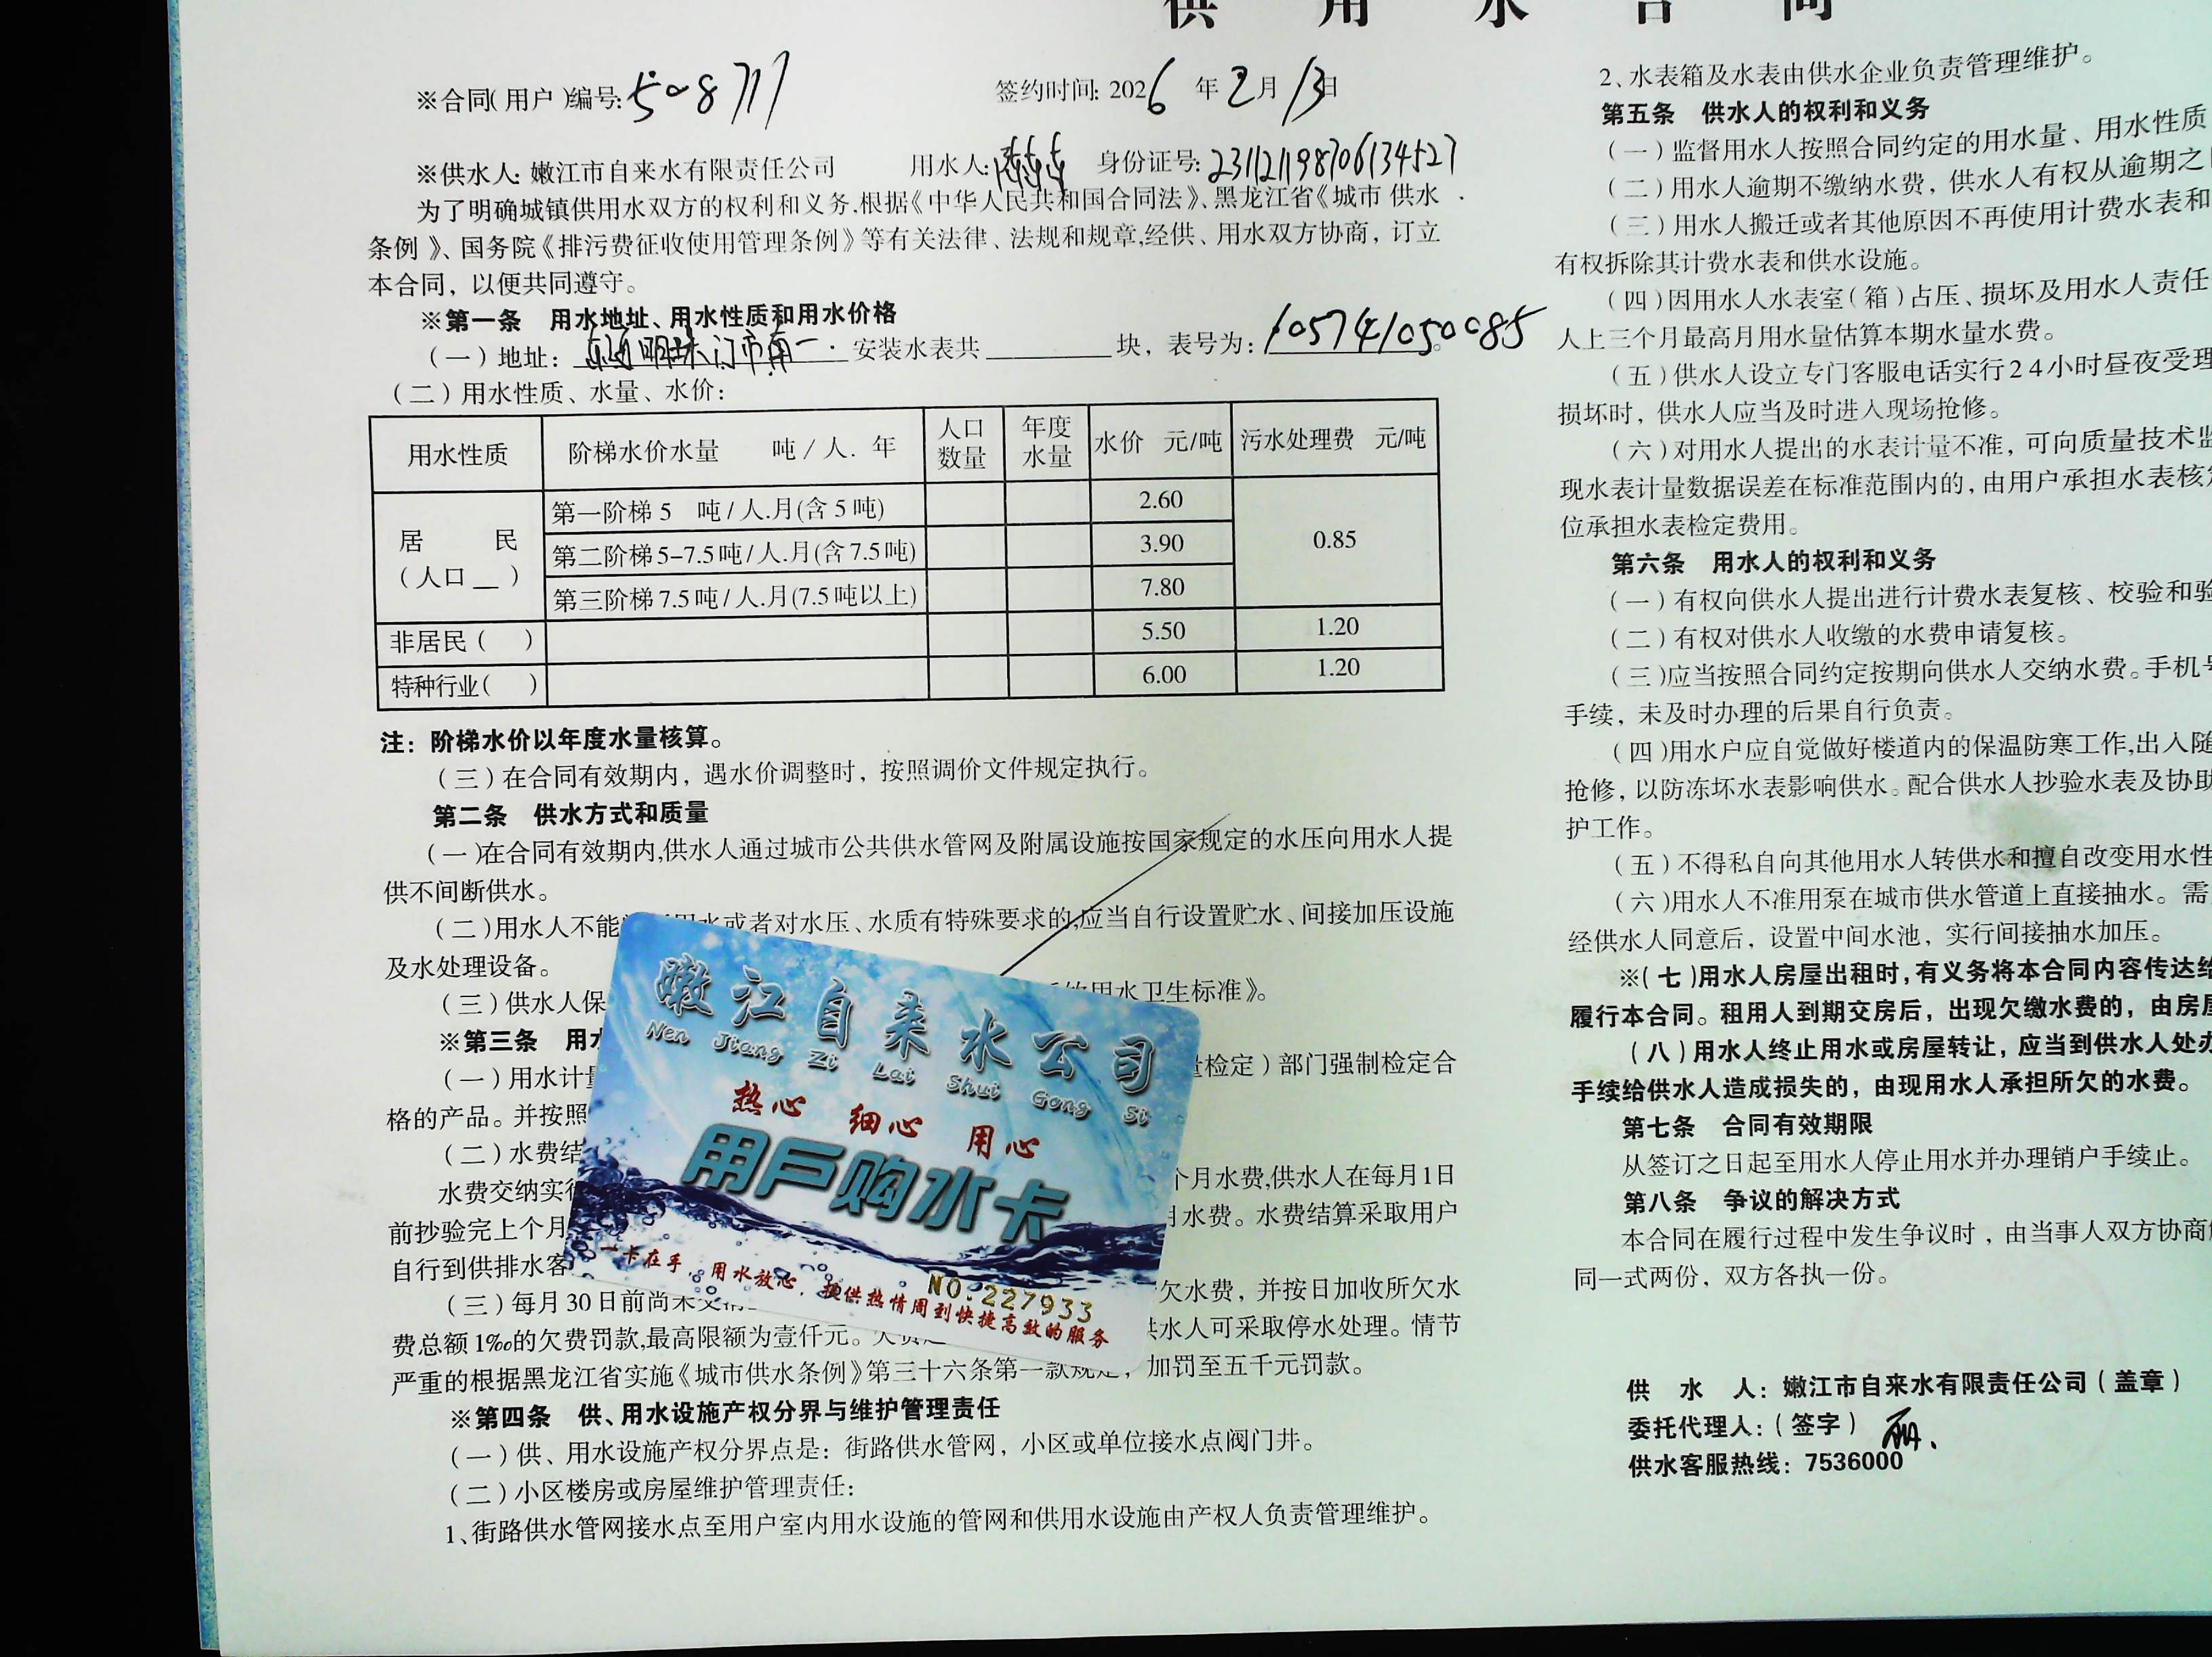 供用水合同
※合同(用户)编号:508711
签约时间:2026年2月13日
※供水人:嫩江市自来水有限责任公司 用水人: 身份证号:231121198706134527
为了明确城镇供用水双方的权利和义务.根据《中华人民共和国合同法》、黑龙江省《城市供水
条例》、国务院《排污费征收使用管理条例》等有关法律、法规和规章,经供、用水双方协商，订立
本合同，以便共同遵守。
※第一条 用水地址、用水性质和用水价格
(一)地址: 明珠门市南一. 安装水表共______块，表号为:105741050085。
(二)用水性质、水量、水价:
用水性质 阶梯水价水量 吨/人.年 人口数量 年度水量 水价 元/吨 污水处理费 元/吨
居民(人口__) 第一阶梯5 吨/人.月(含5吨) 2.60 0.85
第二阶梯5-7.5吨/人.月(含7.5吨) 3.90
第三阶梯7.5吨/人.月(7.5吨以上) 7.80
非居民( ) 5.50 1.20
特种行业( ) 6.00 1.20
注:阶梯水价以年度水量核算。
(三)在合同有效期内，遇水价调整时，按照调价文件规定执行。
第二条 供水方式和质量
(一)在合同有效期内,供水人通过城市公共供水管网及附属设施按国家规定的水压向用水人提
供不间断供水。
(二)用水人不能 用水或者对水压、水质有特殊要求的,应当自行设置贮水、间接加压设施
及水处理设备。
(三)供水人保 饮用水卫生标准》。
※第三条 用水
(一)用水计量 量检定)部门强制检定合
格的产品。并按照
(二)水费结
水费交纳实行 个月水费,供水人在每月1日
前抄验完上个月 月水费。水费结算采取用户
自行到供排水客
(三)每月30日前尚未交 欠水费，并按日加收所欠水
费总额1‰的欠费罚款,最高限额为壹仟元。 供水人可采取停水处理。情节
严重的根据黑龙江省实施《城市供水条例》第三十六条第一款规定，加罚至五千元罚款。
※第四条 供、用水设施产权分界与维护管理责任
(一)供、用水设施产权分界点是：街路供水管网，小区或单位接水点阀门井。
(二)小区楼房或房屋维护管理责任:
1、街路供水管网接水点至用户室内用水设施的管网和供用水设施由产权人负责管理维护。
嫩江自来水公司
Nen Jiang Zi Lai Shui Gong Si
热心 细心 用心
用户购水卡
NO:227933
一卡在手，用水放心，提供热情周到快捷高效的服务
2、水表箱及水表由供水企业负责管理维护。
第五条 供水人的权利和义务
(一)监督用水人按照合同约定的用水量、用水性质
(二)用水人逾期不缴纳水费，供水人有权从逾期之
(三)用水人搬迁或者其他原因不再使用计费水表和
有权拆除其计费水表和供水设施。
(四)因用水人水表室(箱)占压、损坏及用水人责任
人上三个月最高月用水量估算本期水量水费。
(五)供水人设立专门客服电话实行24小时昼夜受理
损坏时，供水人应当及时进入现场抢修。
(六)对用水人提出的水表计量不准，可向质量技术监
现水表计量数据误差在标准范围内的,由用户承担水表核定
位承担水表检定费用。
第六条 用水人的权利和义务
(一)有权向供水人提出进行计费水表复核、校验和验
(二)有权对供水人收缴的水费申请复核。
(三)应当按照合同约定按期向供水人交纳水费。手机号
手续，未及时办理的后果自行负责。
(四)用水户应自觉做好楼道内的保温防寒工作,出入随
抢修，以防冻坏水表影响供水。配合供水人抄验水表及协助
护工作。
(五)不得私自向其他用水人转供水和擅自改变用水性
(六)用水人不准用泵在城市供水管道上直接抽水。需
经供水人同意后，设置中间水池，实行间接抽水加压。
※(七)用水人房屋出租时,有义务将本合同内容传达给
履行本合同。租用人到期交房后，出现欠缴水费的，由房屋
(八)用水人终止用水或房屋转让，应当到供水人处办
手续给供水人造成损失的，由现用水人承担所欠的水费。
第七条 合同有效期限
从签订之日起至用水人停止用水并办理销户手续止。
第八条 争议的解决方式
本合同在履行过程中发生争议时，由当事人双方协商
同一式两份，双方各执一份。
供水人：嫩江市自来水有限责任公司(盖章)
委托代理人：(签字)
供水客服热线：7536000